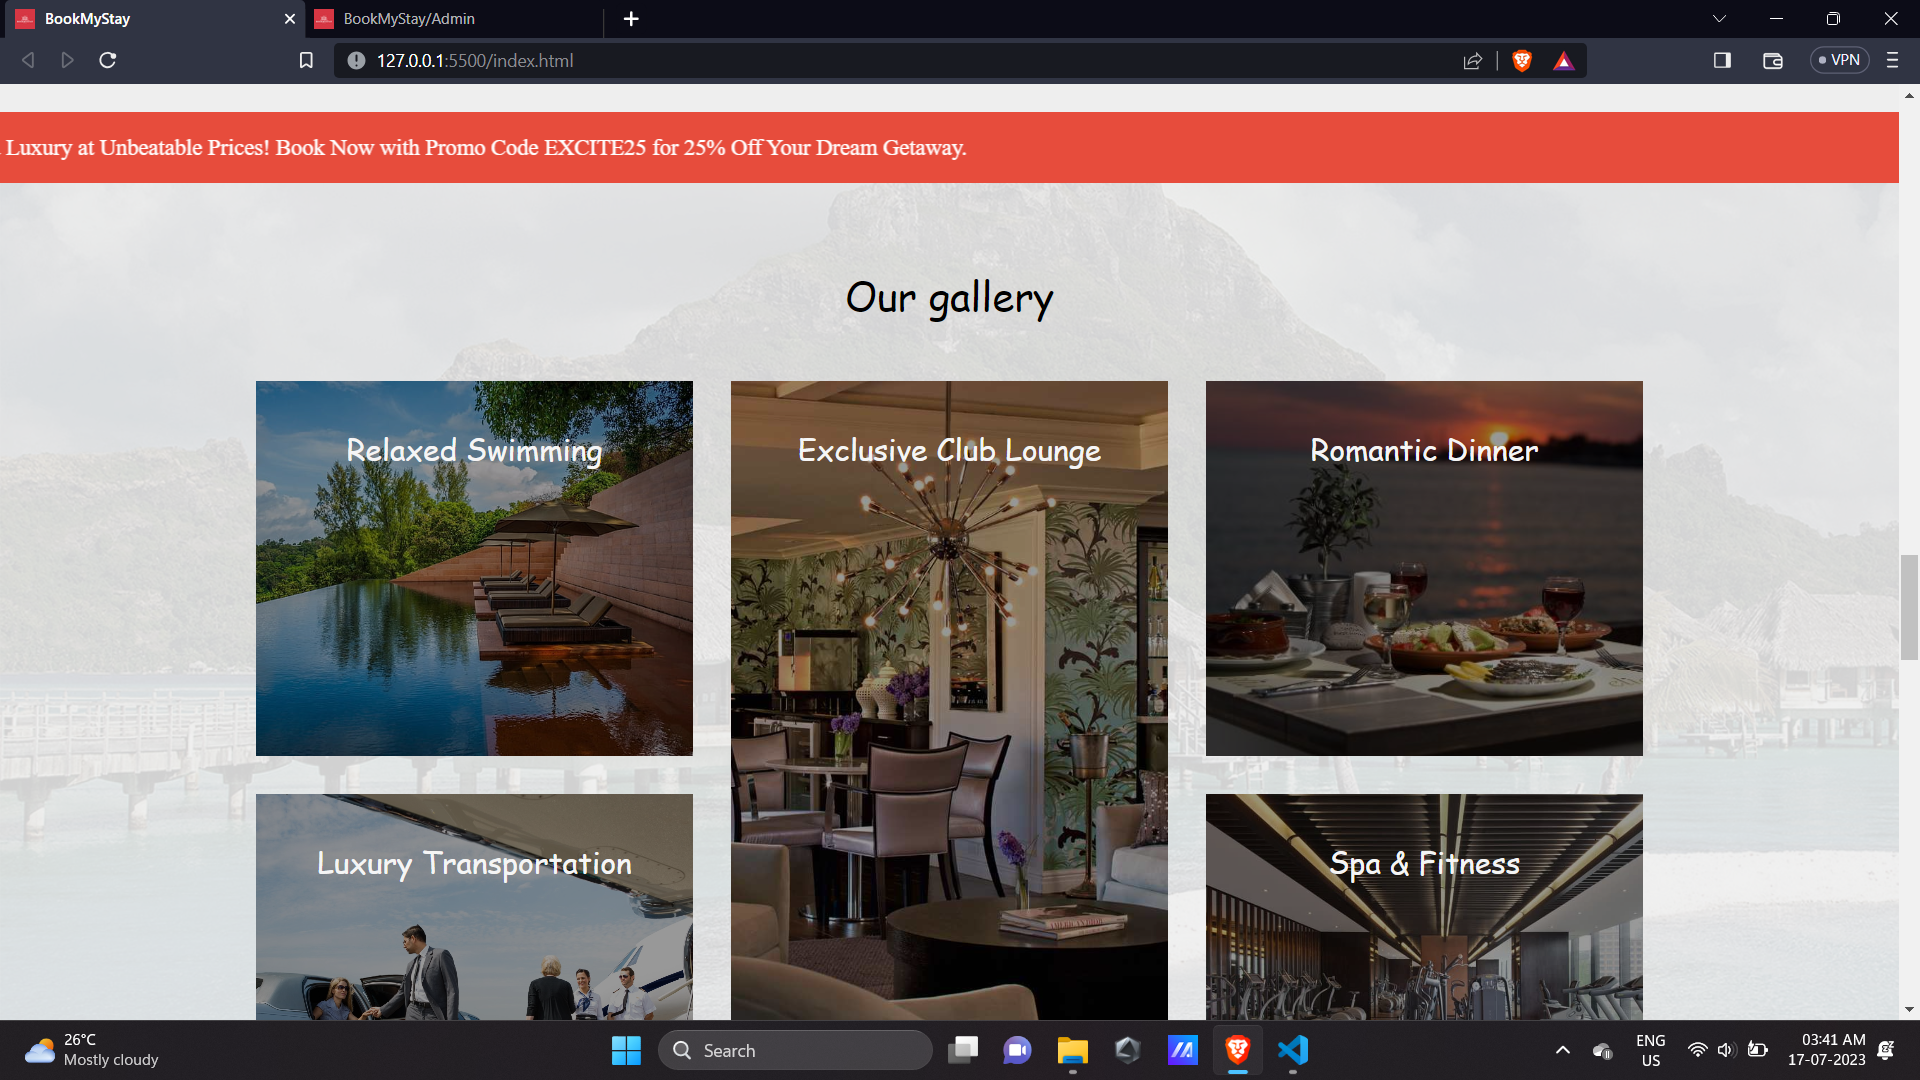 BookMyStay
BookMyStay/Admin
127.0.0.1:5500/index.html
VPN
Luxury at Unbeatable Prices! Book Now with Promo Code EXCITE25 for 25% Off Your Dream Getaway.
Our gallery
Relaxed Swimming
Exclusive Club Lounge
Romantic Dinner
Luxury Transportation
Spa & Fitness
26°C
Mostly cloudy
Search
ENG
US
03:41 AM
17-07-2023